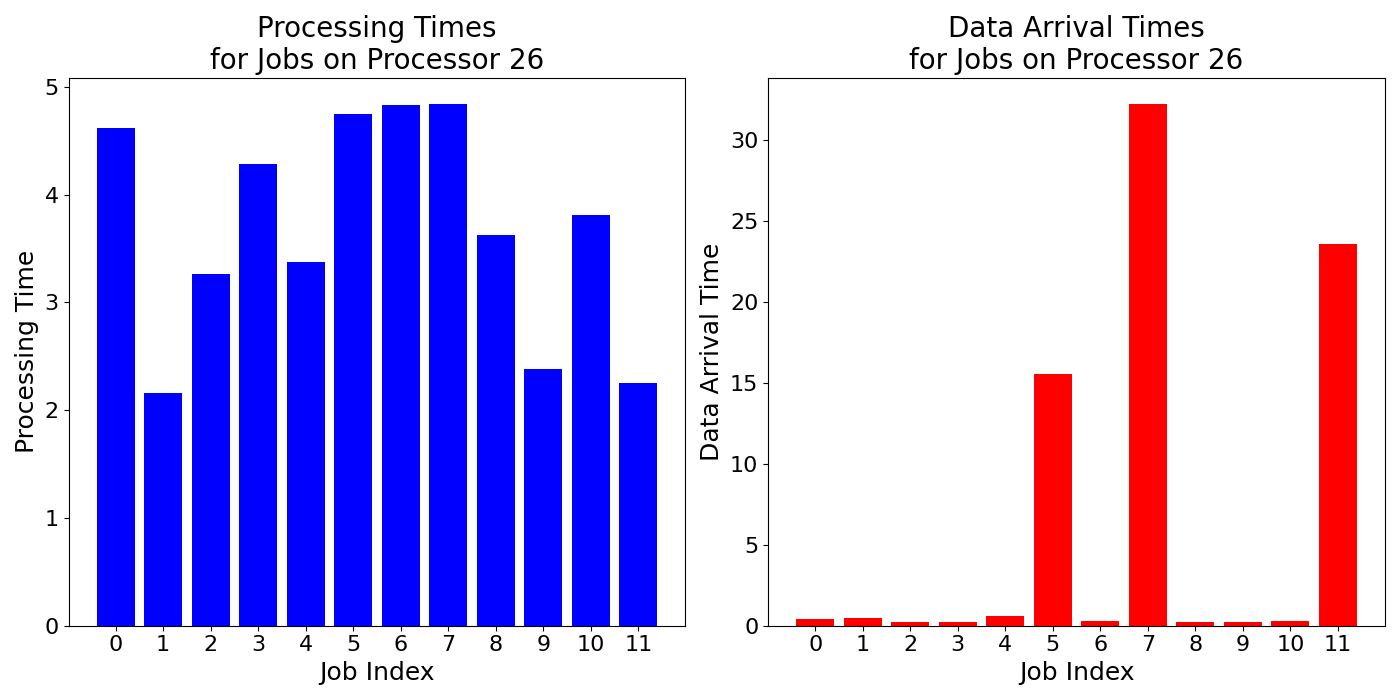 Processing Times
for Jobs on Processor 26
Processing Time
5
4
3
2
1
0
0 1 2 3 4 5 6 7 8 9 10 11
Job Index
Data Arrival Times
for Jobs on Processor 26
Data Arrival Time
30
25
20
15
10
5
0
0 1 2 3 4 5 6 7 8 9 10 11
Job Index